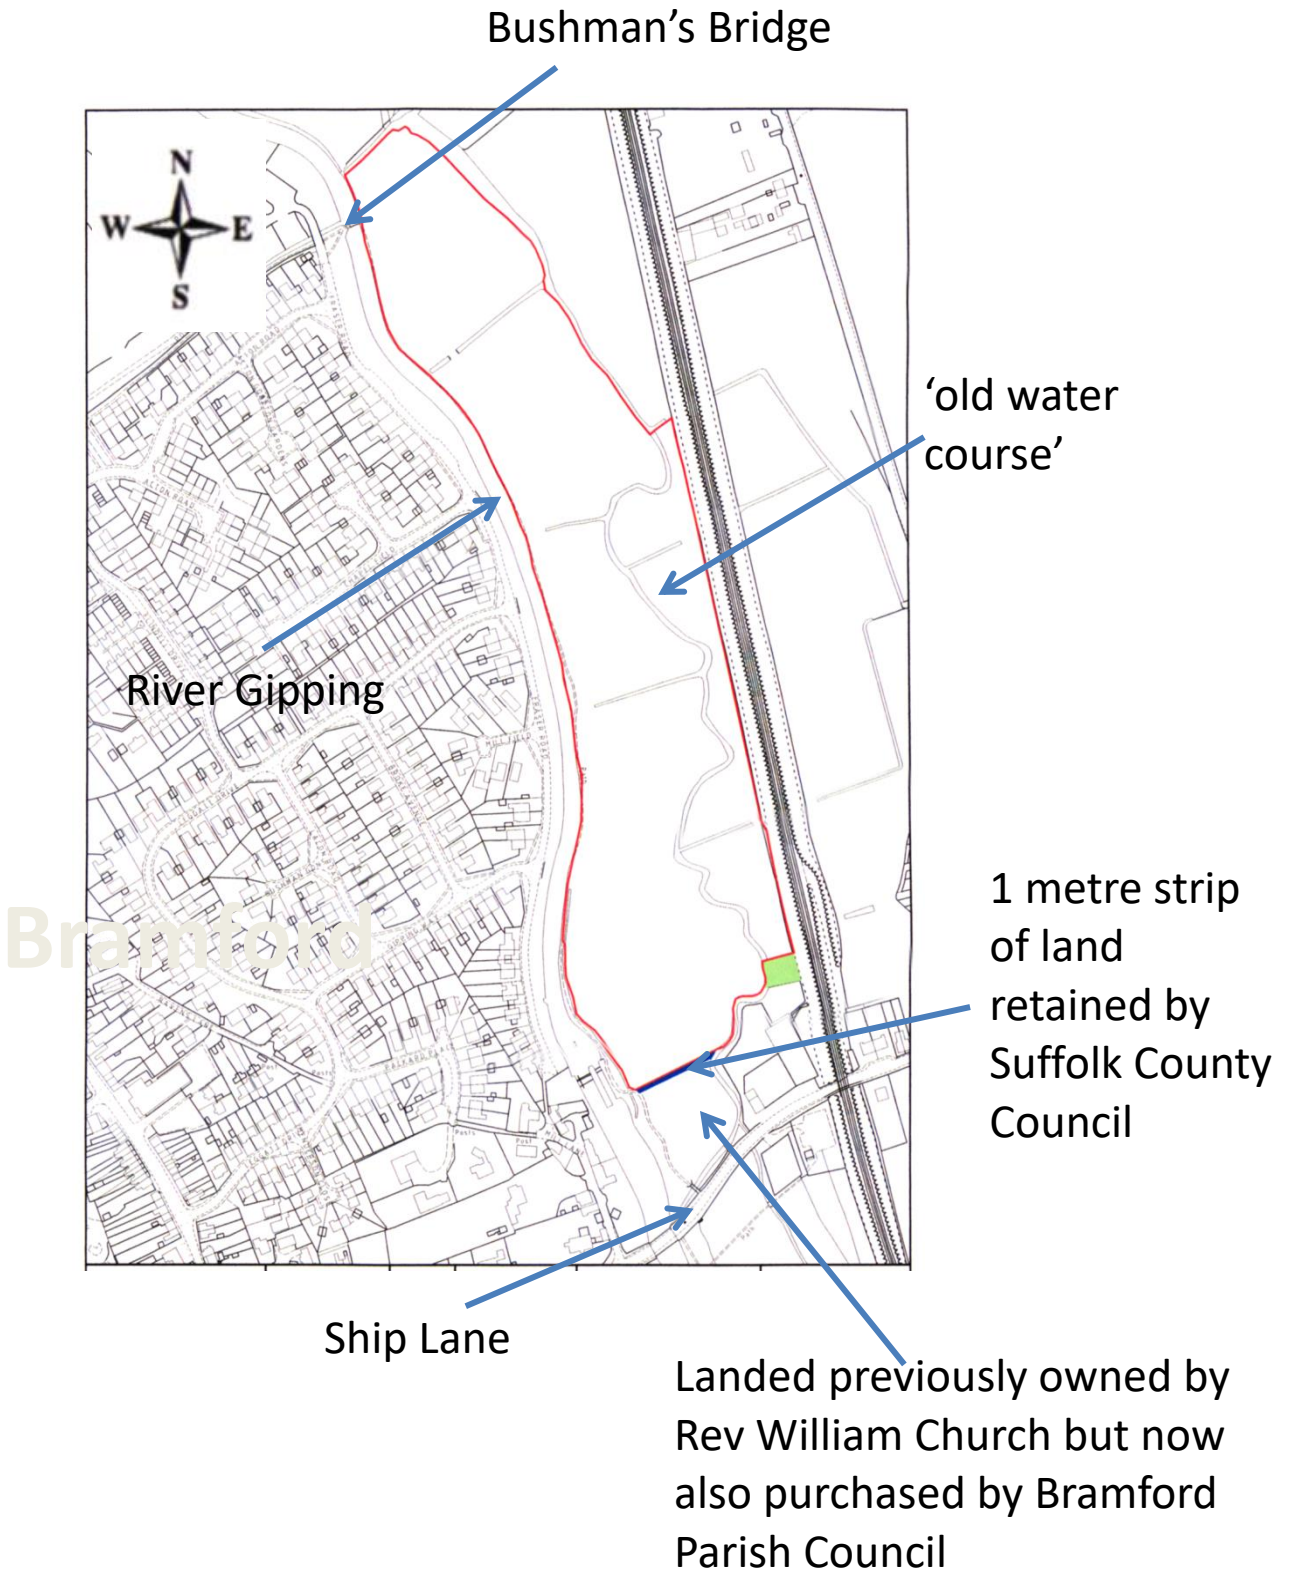 Bushman’s Bridge
N
W
E
S
‘old water
course’
River Gipping
Bramford
1 metre strip
of land
retained by
Suffolk County
Council
Ship Lane
Landed previously owned by
Rev William Church but now
also purchased by Bramford
Parish Council